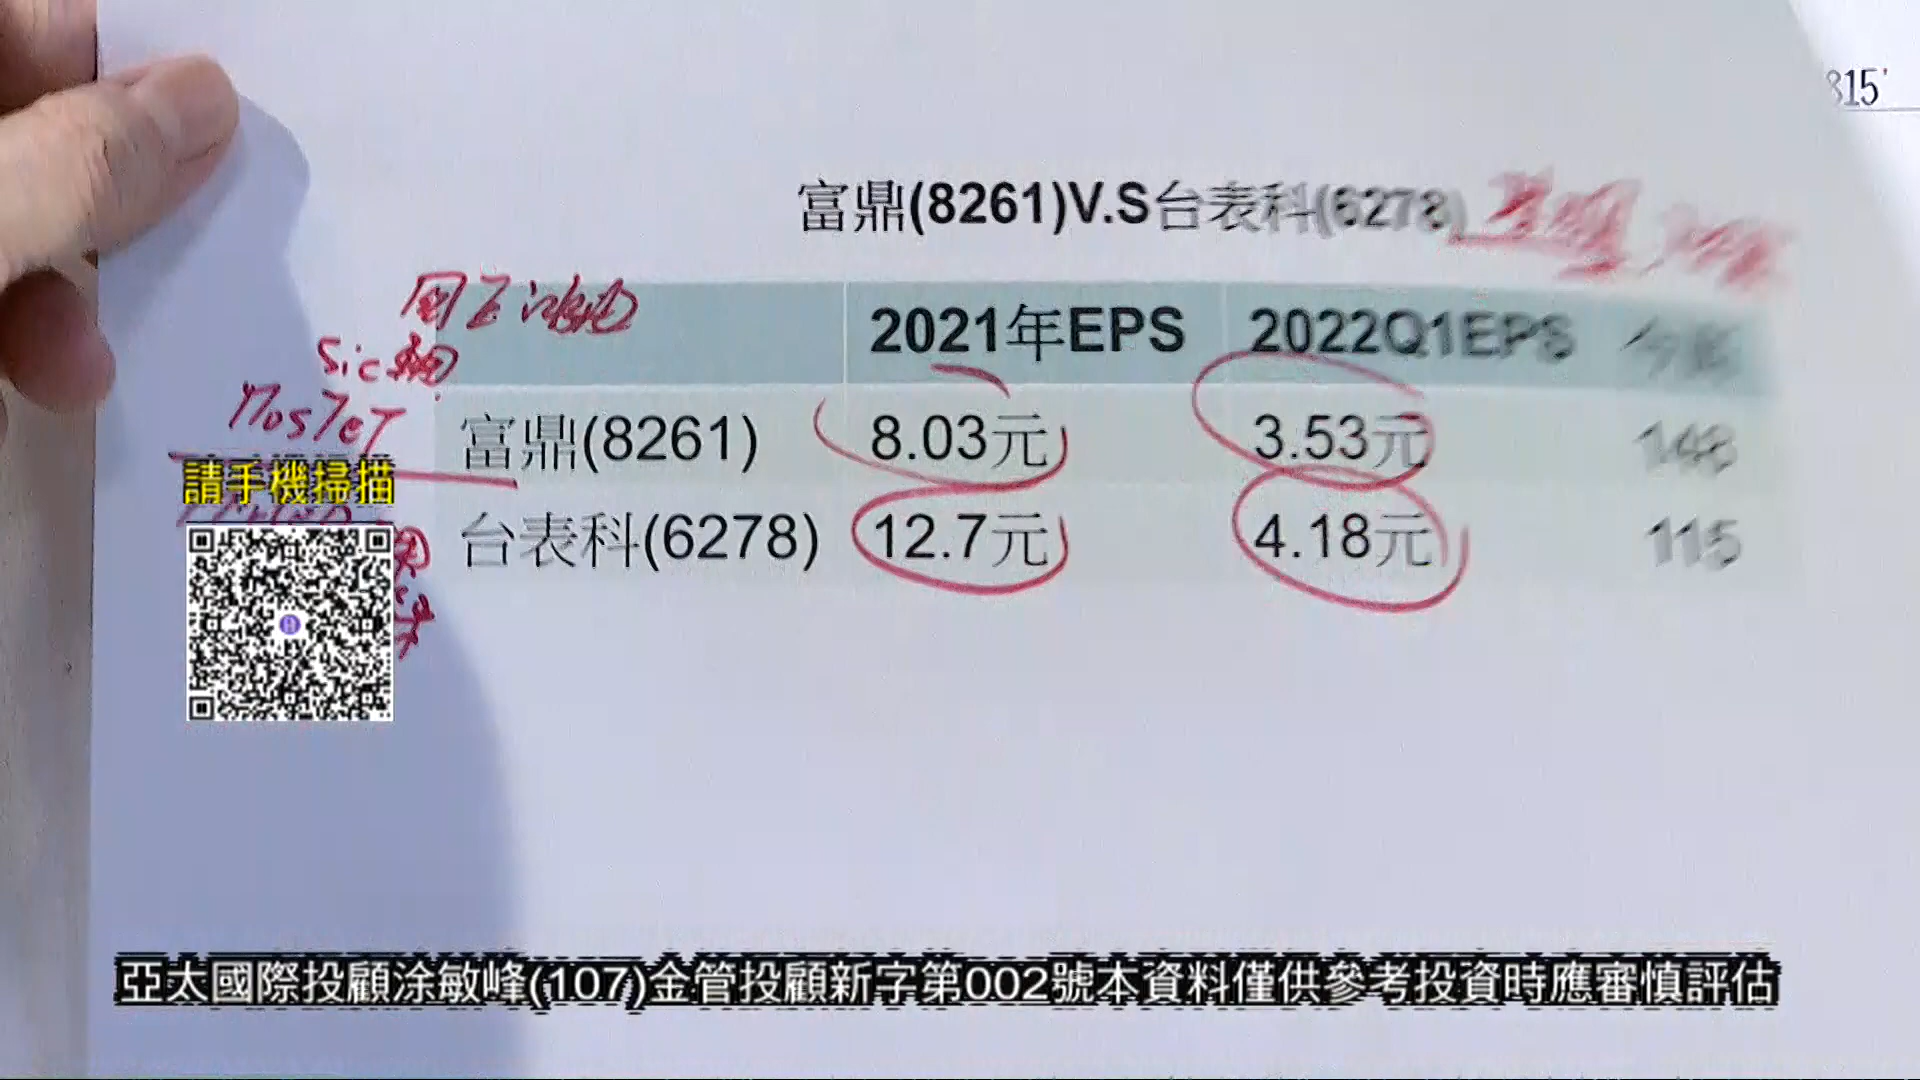 815'
富鼎(8261)V.S台表科(6278)
2021年EPS 2022Q1EPS
Sic
MosFeT
富鼎(8261) 8.03元 3.53元 148
台表科(6278) 12.7元 4.18元 115
請手機掃描
亞太國際投顧涂敏峰(107)金管投顧新字第002號本資料僅供參考投資時應審慎評估